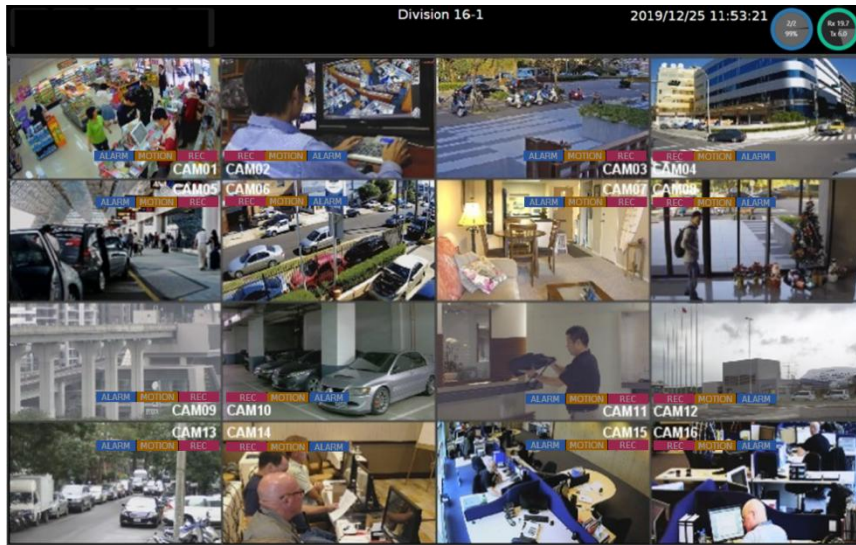 Division 16-1
2019/12/25 11:53:21
2/2
99%
Rx 19.7
Tx 6.0
ALARM MOTION REC
CAM01
REC MOTION ALARM
CAM02
ALARM MOTION REC
CAM03
REC MOTION ALARM
CAM04
CAM05
ALARM MOTION REC
CAM06
REC MOTION ALARM
CAM07
ALARM MOTION REC
CAM08
REC MOTION ALARM
ALARM MOTION REC
CAM09
REC MOTION ALARM
CAM10
ALARM MOTION REC
CAM11
REC MOTION ALARM
CAM12
CAM13
ALARM MOTION REC
CAM14
REC MOTION ALARM
CAM15
ALARM MOTION REC
CAM16
REC MOTION ALARM